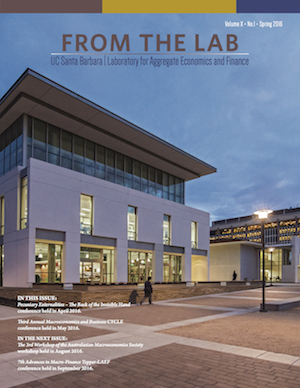 Volume X • No.1 • Spring 2016
FROM THE LAB
UC Santa Barbara | Laboratory for Aggregate Economics and Finance
IN THIS ISSUE:
Pecuniary Externalities – The Back of the Invisible Hand
conference held in April 2016.
Third Annual Macroeconomics and Business CYCLE
conference held in May 2016.
IN THE NEXT ISSUE:
The 3rd Workshop of the Australasian Macroeconomics Society
workshop held in August 2016.
7th Advances in Macro-Finance Tepper-LAEF
conference held in September 2016.